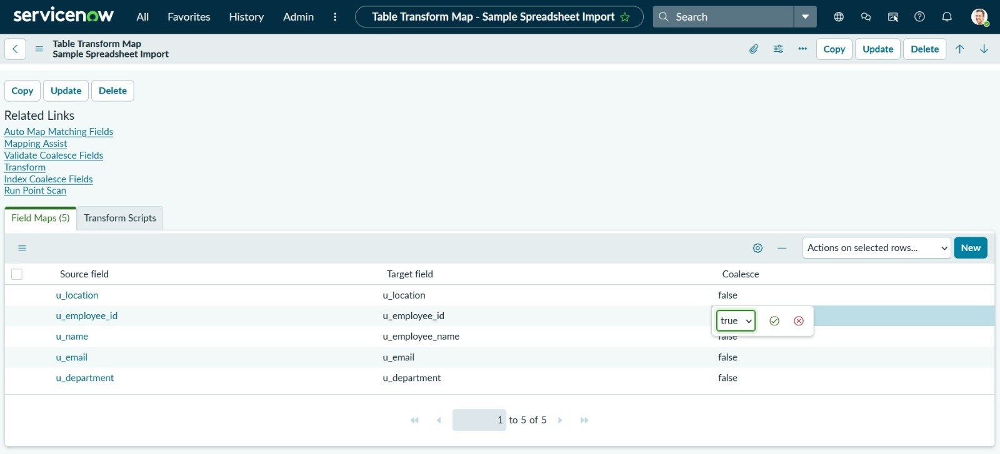 servicenow All Favorites History Admin Table Transform Map - Sample Spreadsheet Import Search
Table Transform Map
Sample Spreadsheet Import
Copy Update Delete
Copy Update Delete
Related Links
Auto Map Matching Fields
Mapping Assist
Validate Coalesce Fields
Transform
Index Coalesce Fields
Run Point Scan
Field Maps (5) Transform Scripts
Actions on selected rows... New
Source field Target field Coalesce
u_location u_location false
u_employee_id u_employee_id true
u_name u_employee_name false
u_email u_email false
u_department u_department false
1 to 5 of 5